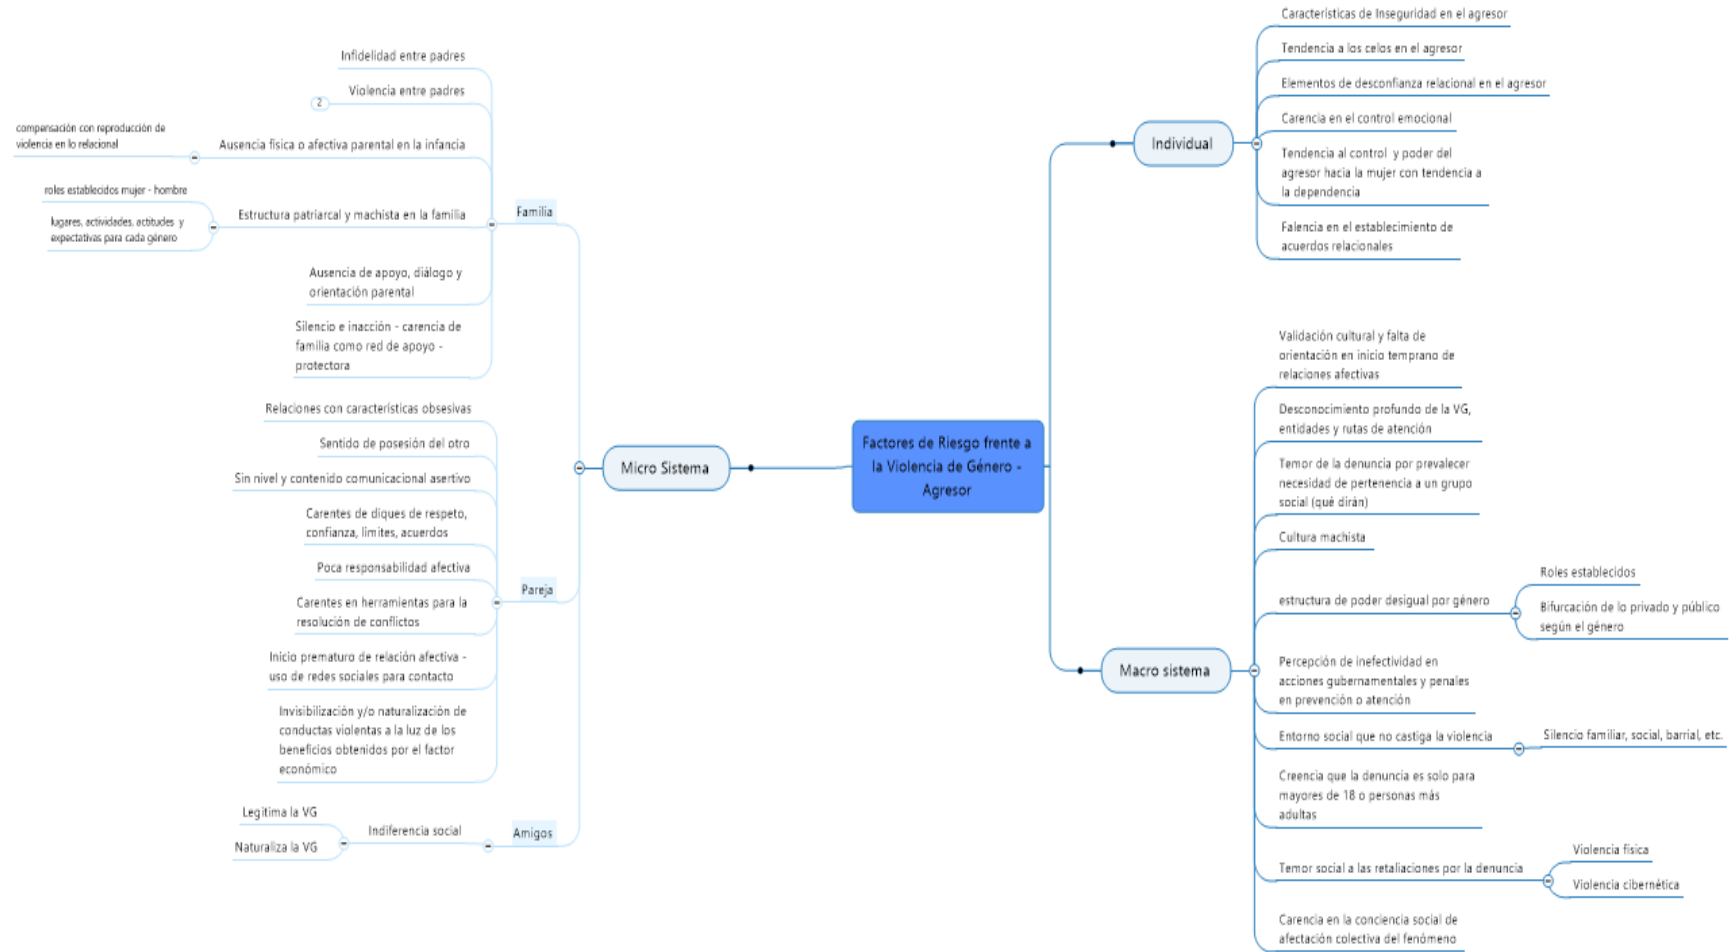 Factores de Riesgo frente a
la Violencia de Género -
Agresor
Individual
Características de Inseguridad en el agresor
Tendencia a los celos en el agresor
Elementos de desconfianza relacional en el agresor
Carencia en el control emocional
Tendencia al control y poder del
agresor hacia la mujer con tendencia a
la dependencia
Falencia en el establecimiento de
acuerdos relacionales
Macro sistema
Validación cultural y falta de
orientación en inicio temprano de
relaciones afectivas
Desconocimiento profundo de la VG,
entidades y rutas de atención
Temor de la denuncia por prevalecer
necesidad de pertenencia a un grupo
social (qué dirán)
Cultura machista
estructura de poder desigual por género
Roles establecidos
Bifurcación de lo privado y público
según el género
Percepción de inefectividad en
acciones gubernamentales y penales
en prevención o atención
Entorno social que no castiga la violencia
Silencio familiar, social, barrial, etc.
Creencia que la denuncia es solo para
mayores de 18 o personas más
adultas
Temor social a las retaliaciones por la denuncia
Violencia física
Violencia cibernética
Carencia en la conciencia social de
afectación colectiva del fenómeno
Micro Sistema
Familia
Infidelidad entre padres
Violencia entre padres
2
Ausencia física o afectiva parental en la infancia
compensación con reproducción de
violencia en lo relacional
Estructura patriarcal y machista en la familia
roles establecidos mujer - hombre
lugares, actividades, actitudes y
expectativas para cada género
Ausencia de apoyo, diálogo y
orientación parental
Silencio e inacción - carencia de
familia como red de apoyo -
protectora
Pareja
Relaciones con características obsesivas
Sentido de posesión del otro
Sin nivel y contenido comunicacional asertivo
Carentes de diques de respeto,
confianza, límites, acuerdos
Poca responsabilidad afectiva
Carentes en herramientas para la
resolución de conflictos
Inicio prematuro de relación afectiva -
uso de redes sociales para contacto
Invisibilización y/o naturalización de
conductas violentas a la luz de los
beneficios obtenidos por el factor
económico
Amigos
Indiferencia social
Legitima la VG
Naturaliza la VG